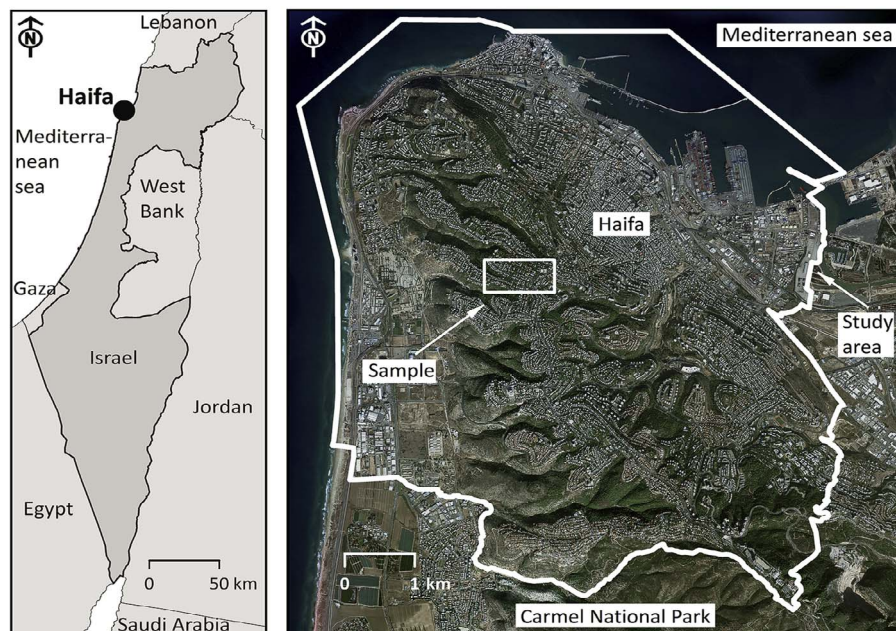 N
Lebanon
Haifa
Mediterra-
nean sea
West
Bank
Gaza
Israel
Jordan
Egypt
0 50 km
Saudi Arabia
N
Mediterranean sea
Haifa
Study
area
Sample
0 1 km
Carmel National Park